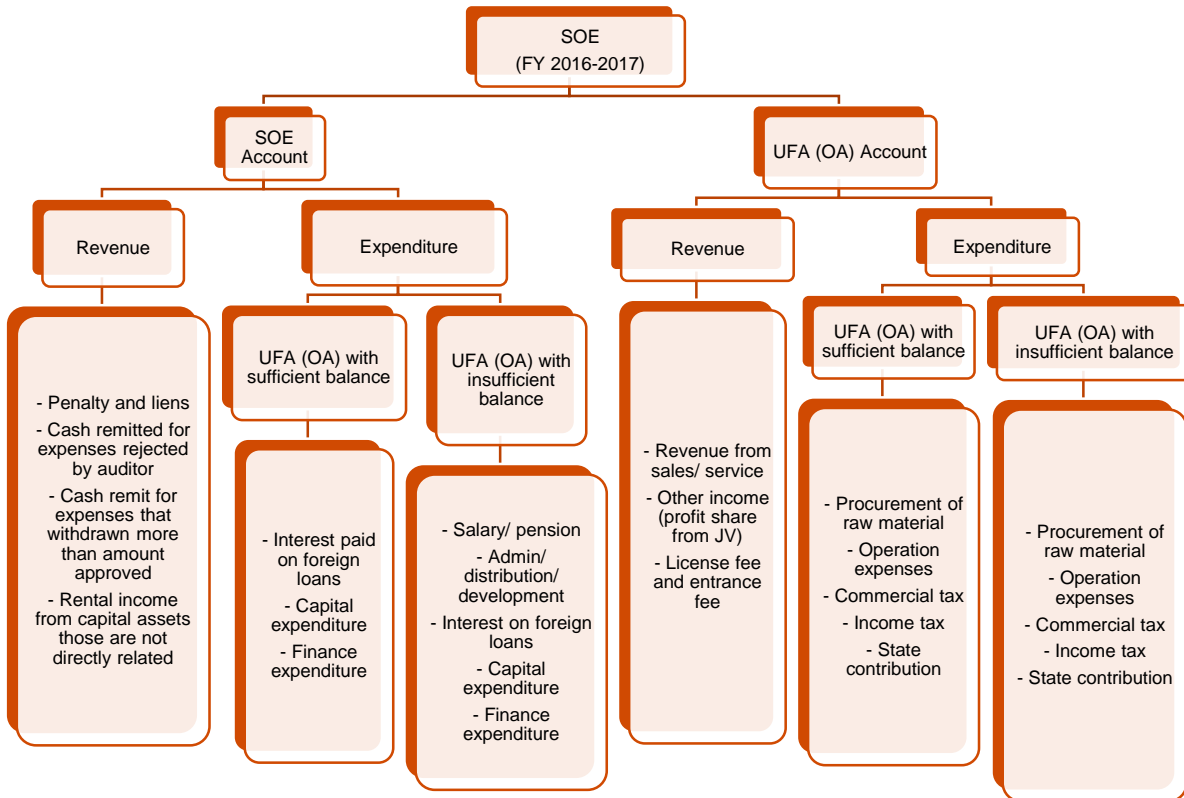 SOE
(FY 2016-2017)
SOE
Account
UFA (OA) Account
Revenue
Expenditure
Revenue
Expenditure
- Penalty and liens
- Cash remitted for
expenses rejected
by auditor
- Cash remit for
expenses that
withdrawn more
than amount
approved
- Rental income
from capital assets
those are not
directly related
UFA (OA) with
sufficient balance
- Interest paid
on foreign
loans
- Capital
expenditure
- Finance
expenditure
UFA (OA) with
insufficient
balance
- Salary/ pension
- Admin/
distribution/
development
- Interest on foreign
loans
- Capital
expenditure
- Finance
expenditure
- Revenue from
sales/ service
- Other income
(profit share
from JV)
- License fee
and entrance
fee
UFA (OA) with
sufficient balance
- Procurement of
raw material
- Operation
expenses
- Commercial tax
- Income tax
- State
contribution
UFA (OA) with
insufficient balance
- Procurement of
raw material
- Operation
expenses
- Commercial tax
- Income tax
- State contribution